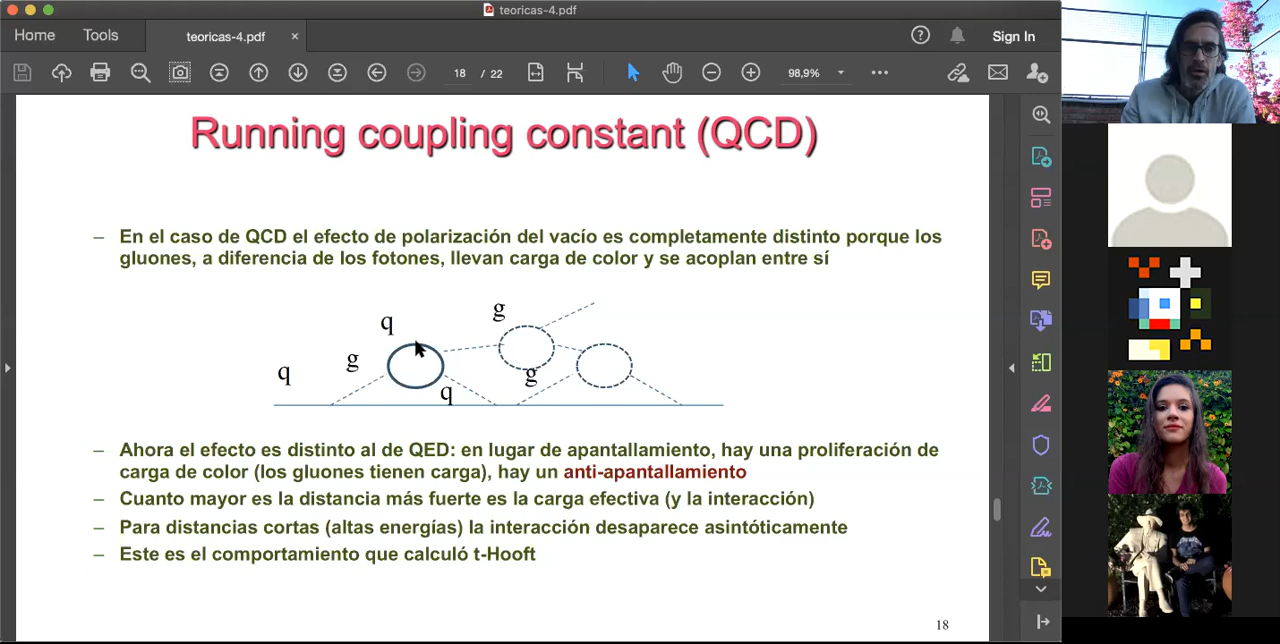 teoricas-4.pdf
Home Tools teoricas-4.pdf × Sign In
18 / 22 98,9%
Running coupling constant (QCD)
– En el caso de QCD el efecto de polarización del vacío es completamente distinto porque los
gluones, a diferencia de los fotones, llevan carga de color y se acoplan entre sí
g
q
g
q
g
q
– Ahora el efecto es distinto al de QED: en lugar de apantallamiento, hay una proliferación de
carga de color (los gluones tienen carga), hay un anti-apantallamiento
– Cuanto mayor es la distancia más fuerte es la carga efectiva (y la interacción)
– Para distancias cortas (altas energías) la interacción desaparece asintóticamente
– Este es el comportamiento que calculó t-Hooft
18